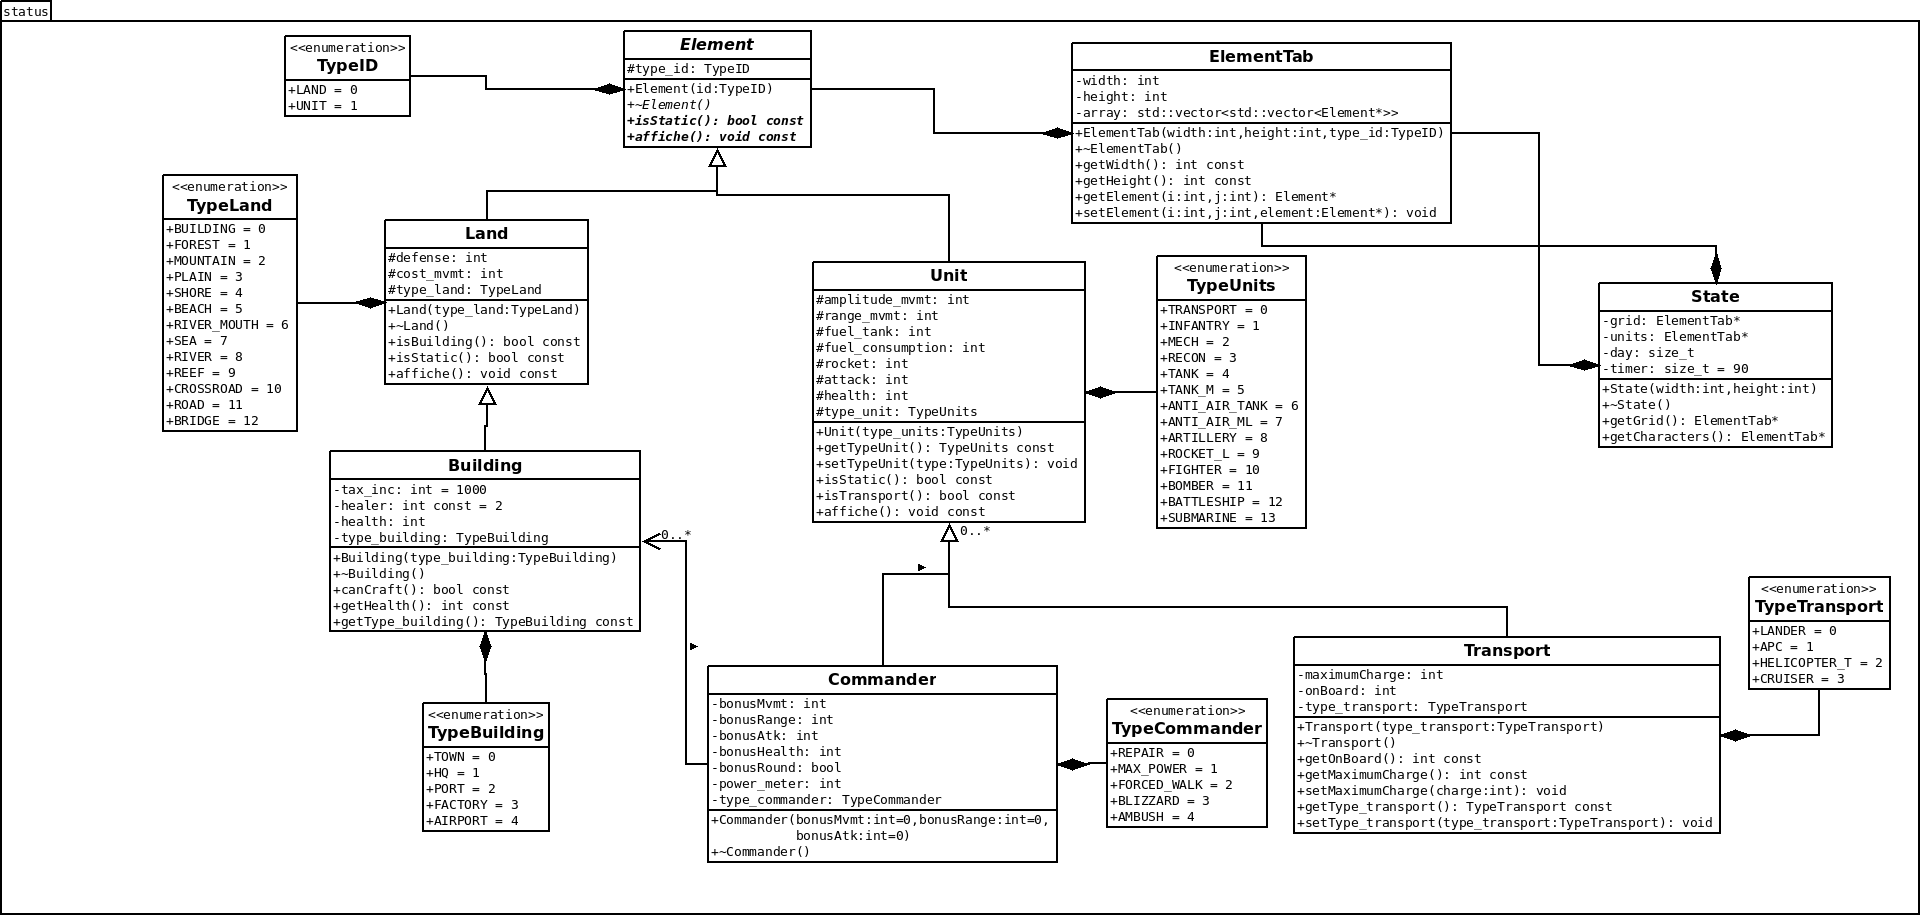 status
<<enumeration>>
TypeID
+LAND = 0
+UNIT = 1
Element
#type_id: TypeID
+Element(id:TypeID)
+~Element()
+isStatic(): bool const
+affiche(): void const
ElementTab
-width: int
-height: int
-array: std::vector<std::vector<Element*>>
+ElementTab(width:int,height:int,type_id:TypeID)
+~ElementTab()
+getWidth(): int const
+getHeight(): int const
+getElement(i:int,j:int): Element*
+setElement(i:int,j:int,element:Element*): void
<<enumeration>>
TypeLand
+BUILDING = 0
+FOREST = 1
+MOUNTAIN = 2
+PLAIN = 3
+SHORE = 4
+BEACH = 5
+RIVER_MOUTH = 6
+SEA = 7
+RIVER = 8
+REEF = 9
+CROSSROAD = 10
+ROAD = 11
+BRIDGE = 12
Land
#defense: int
#cost_mvmt: int
#type_land: TypeLand
+Land(type_land:TypeLand)
+~Land()
+isBuilding(): bool const
+isStatic(): bool const
+affiche(): void const
Unit
#amplitude_mvmt: int
#range_mvmt: int
#fuel_tank: int
#fuel_consumption: int
#rocket: int
#attack: int
#health: int
#type_unit: TypeUnits
+Unit(type_units:TypeUnits)
+getTypeUnit(): TypeUnits const
+setTypeUnit(type:TypeUnits): void
+isStatic(): bool const
+isTransport(): bool const
+affiche(): void const
<<enumeration>>
TypeUnits
+TRANSPORT = 0
+INFANTRY = 1
+MECH = 2
+RECON = 3
+TANK = 4
+TANK_M = 5
+ANTI_AIR_TANK = 6
+ANTI_AIR_ML = 7
+ARTILLERY = 8
+ROCKET_L = 9
+FIGHTER = 10
+BOMBER = 11
+BATTLESHIP = 12
+SUBMARINE = 13
State
-grid: ElementTab*
-units: ElementTab*
-day: size_t
-timer: size_t = 90
+State(width:int,height:int)
+~State()
+getGrid(): ElementTab*
+getCharacters(): ElementTab*
Building
-tax_inc: int = 1000
-healer: int const = 2
-health: int
-type_building: TypeBuilding
+Building(type_building:TypeBuilding)
+~Building()
+canCraft(): bool const
+getHealth(): int const
+getType_building(): TypeBuilding const
0..*
0..*
<<enumeration>>
TypeBuilding
+TOWN = 0
+HQ = 1
+PORT = 2
+FACTORY = 3
+AIRPORT = 4
Commander
-bonusMvmt: int
-bonusRange: int
-bonusAtk: int
-bonusHealth: int
-bonusRound: bool
-power_meter: int
-type_commander: TypeCommander
+Commander(bonusMvmt:int=0,bonusRange:int=0,
bonusAtk:int=0)
+~Commander()
<<enumeration>>
TypeCommander
+REPAIR = 0
+MAX_POWER = 1
+FORCED_WALK = 2
+BLIZZARD = 3
+AMBUSH = 4
Transport
-maximumCharge: int
-onBoard: int
-type_transport: TypeTransport
+Transport(type_transport:TypeTransport)
+~Transport()
+getOnBoard(): int const
+getMaximumCharge(): int const
+setMaximumCharge(charge:int): void
+getType_transport(): TypeTransport const
+setType_transport(type_transport:TypeTransport): void
<<enumeration>>
TypeTransport
+LANDER = 0
+APC = 1
+HELICOPTER_T = 2
+CRUISER = 3